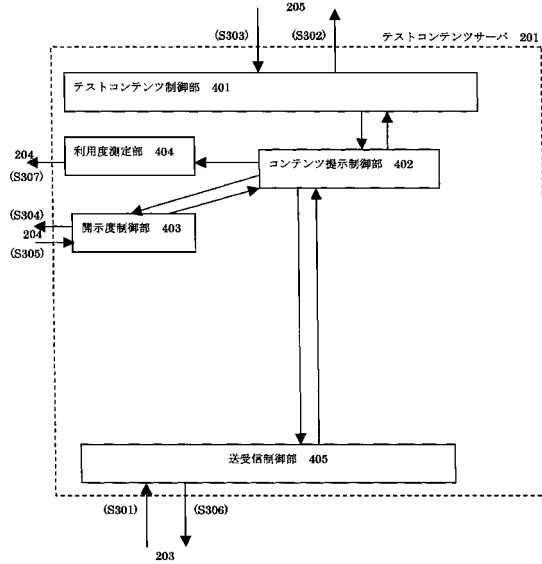 205
(S303) (S302) テストコンテンツサーバ 201
テストコンテンツ制御部 401
利用度測定部 404
コンテンツ提示制御部 402
204
(S307)
(S304)
204
(S305)
開示度制御部 403
送受信制御部 405
(S301) (S306)
203